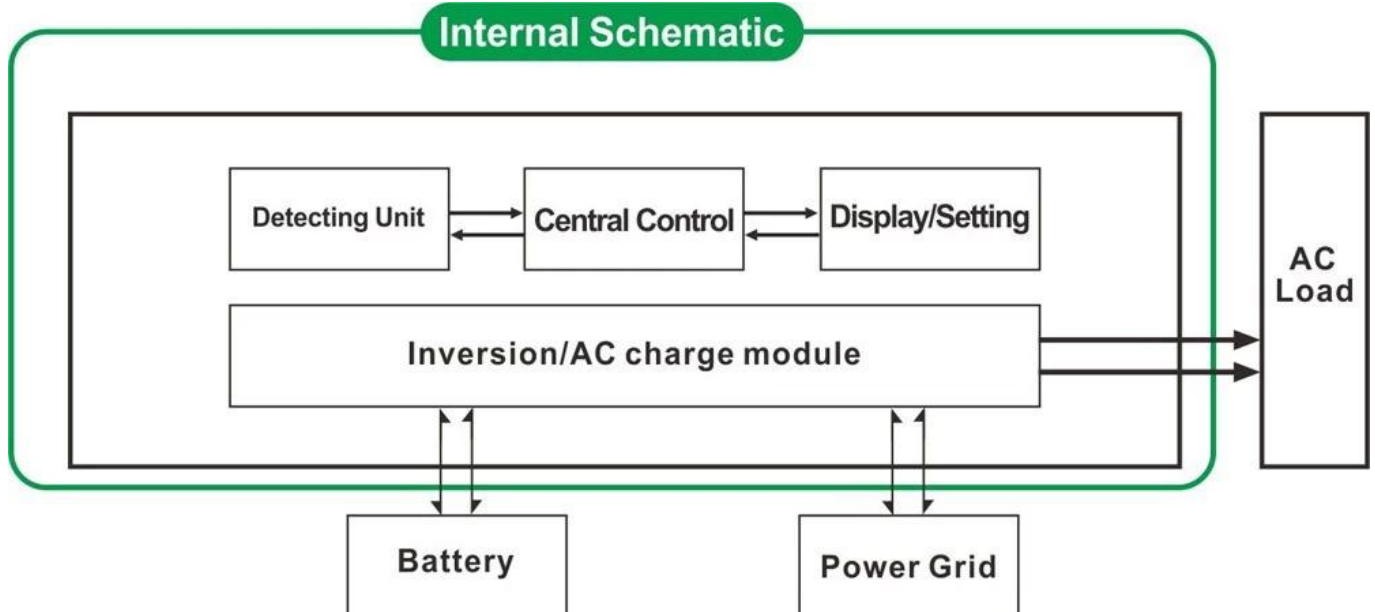 Internal Schematic
Detecting Unit
Central Control
Display/Setting
AC
Load
Inversion/AC charge module
Battery
Power Grid